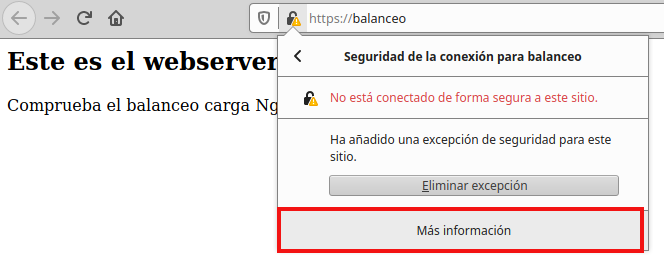 https://balanceo
Este es el webserver
Comprueba el balanceo carga Ng
Seguridad de la conexión para balanceo
No está conectado de forma segura a este sitio.
Ha añadido una excepción de seguridad para este
sitio.
Eliminar excepción
Más información